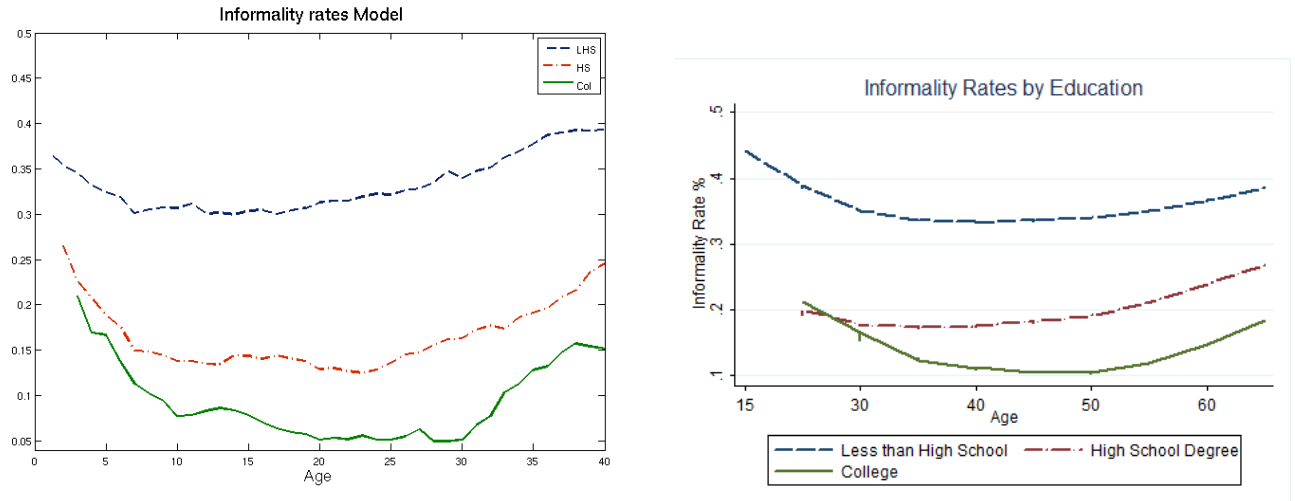 Informality rates Model
0.5
0.45
0.4
0.35
0.3
0.25
0.2
0.15
0.1
0.05
0 5 10 15 20 25 30 35 40
Age
LHS
HS
Col
Informality Rates by Education
Informality Rate %
.5
.4
.3
.2
.1
15 30 40 50 60
Age
Less than High School High School Degree
College